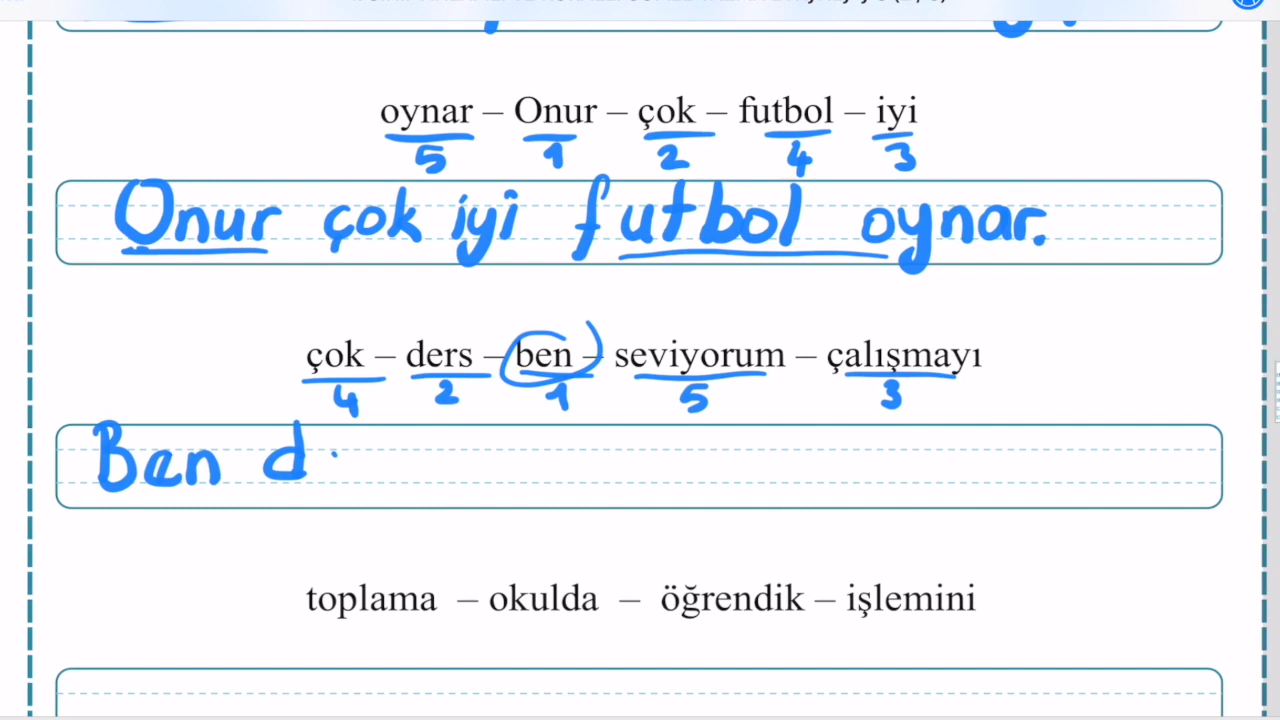 oynar – Onur – çok – futbol – iyi
5 1 2 4 3
Onur çok iyi futbol oynar.
çok – ders – ben – seviyorum – çalışmayı
4 2 1 5 3
Ben d
toplama – okulda – öğrendik – işlemini